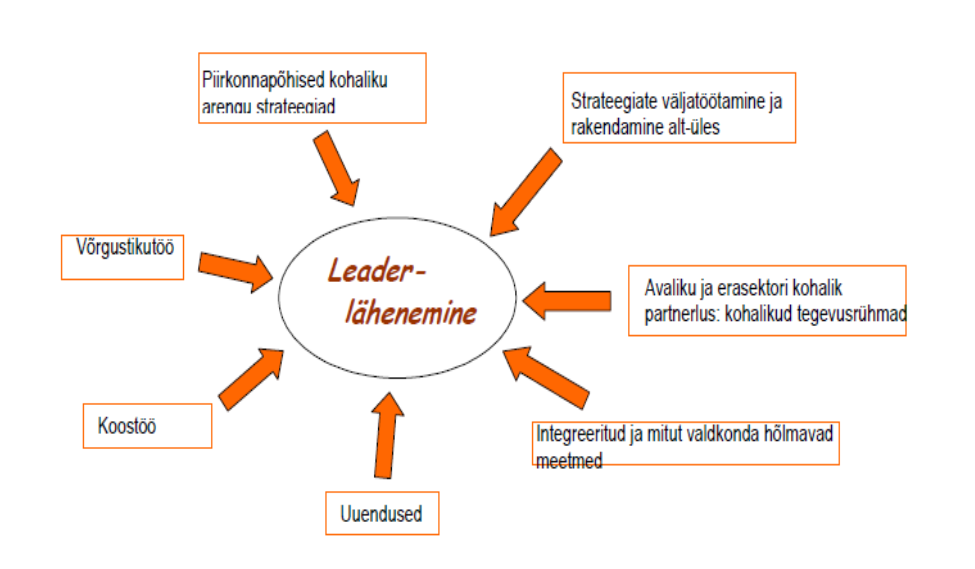 Piirkonnapõhised kohaliku
arengu strateegiad
Strateegiate väljatöötamine ja
rakendamine alt-üles
Võrgustikutöö
Leader-
lähenemine
Avaliku ja erasektori kohalik
partnerlus: kohalikud tegevusrühmad
Koostöö
Integreeritud ja mitut valdkonda hõlmavad
meetmed
Uuendused